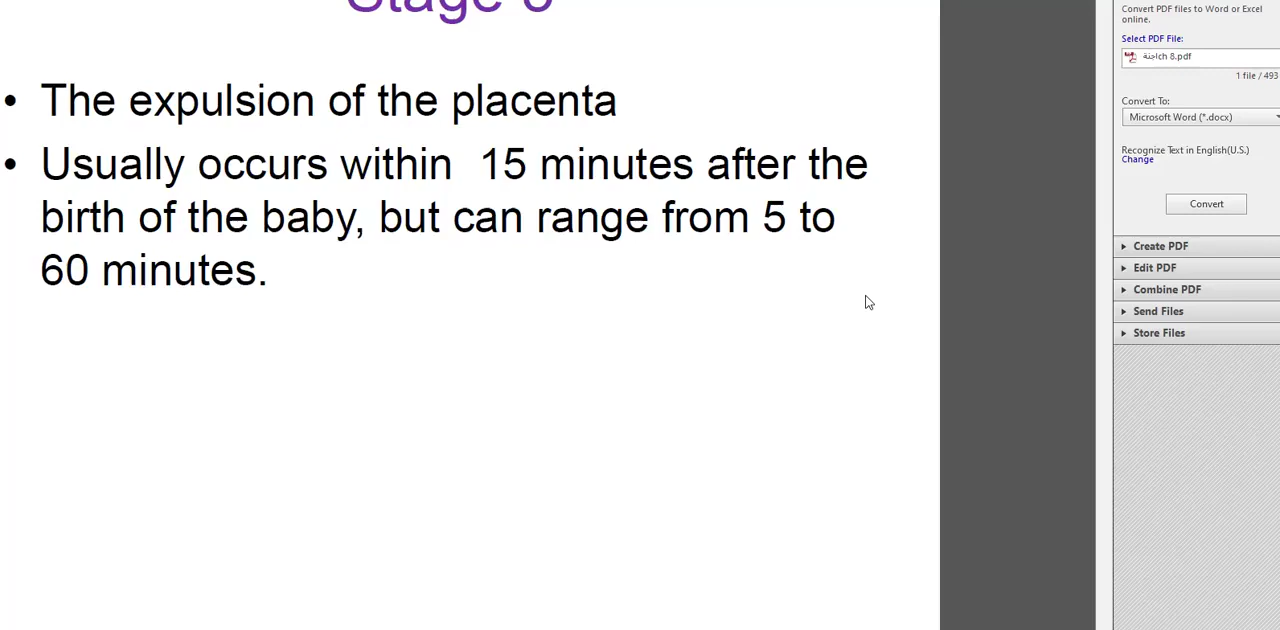 Stage
• The expulsion of the placenta
• Usually occurs within 15 minutes after the
birth of the baby, but can range from 5 to
60 minutes.
Convert PDF files to Word or Excel
online.
Select PDF File:
اجنةch 8.pdf
1 file / 493
Convert To:
Microsoft Word (*.docx)
Recognize Text in English(U.S.)
Change
Convert
Create PDF
Edit PDF
Combine PDF
Send Files
Store Files